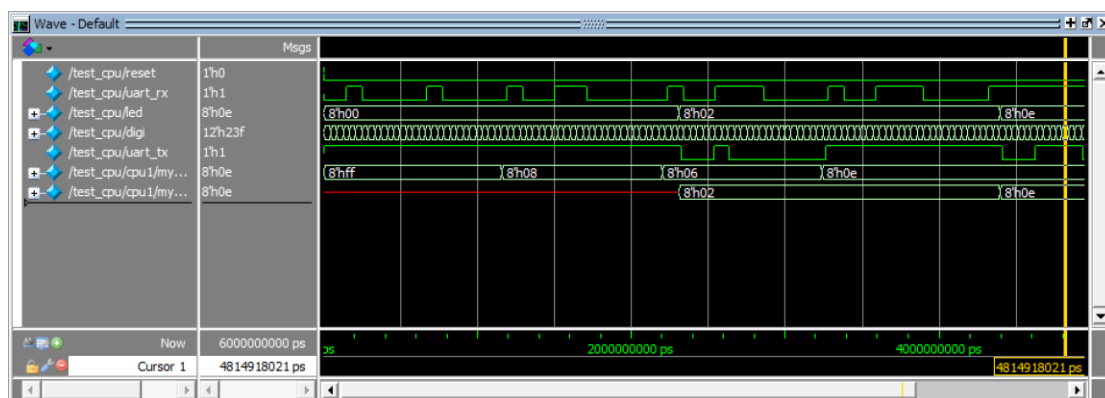 Wave - Default
Msgs
/test_cpu/reset 1'h0
/test_cpu/uart_rx 1'h1
/test_cpu/led 8'h0e 8'h00 8'h02 8'h0e
/test_cpu/digi 12'h23f
/test_cpu/uart_tx 1'h1
/test_cpu/cpu1/my... 8'h0e 8'hff 8'h08 8'h06 8'h0e
/test_cpu/cpu1/my... 8'h0e 8'h02 8'h0e
Now 6000000000 ps ps 2000000000 ps 4000000000 ps
Cursor 1 4814918021 ps 4814918021 ps